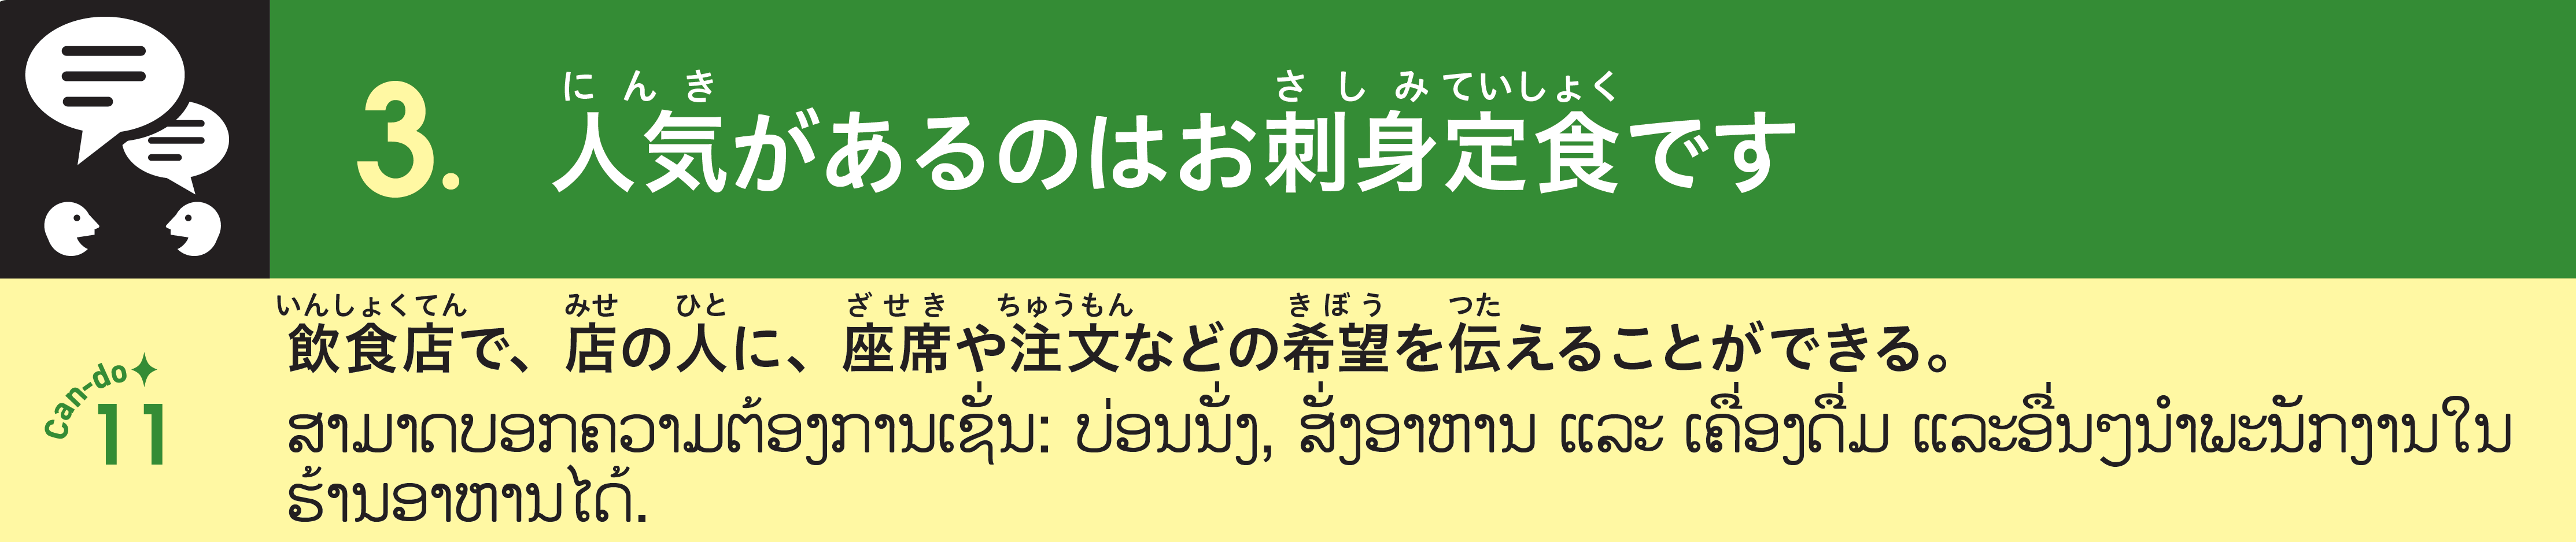 にんき さしみていしょく
3. 人気があるのはお刺身定食です
いんしょくてん みせ ひと ざせき ちゅうもん きぼう つた
飲食店で、店の人に、座席や注文などの希望を伝えることができる。
can-do
11
ສາມາດບອກຄວາມຕ້ອງການເຊັ່ນ: ບ່ອນນັ່ງ, ສັ່ງອາຫານ ແລະ ເຄື່ອງດື່ມ ແລະອື່ນໆນຳພະນັກງານໃນ
ຮ້ານອາຫານໄດ້.